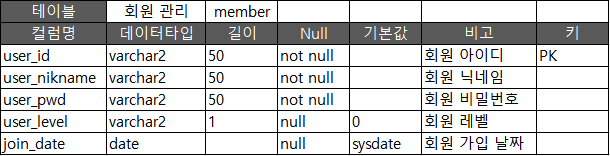 테이블 회원 관리 member
컬럼명 데이터타입 길이 Null 기본값 비고 키
user_id varchar2 50 not null 회원 아이디 PK
user_nikname varchar2 50 not null 회원 닉네임
user_pwd varchar2 50 not null 회원 비밀번호
user_level varchar2 1 null 0 회원 레벨
join_date date null sysdate 회원 가입 날짜